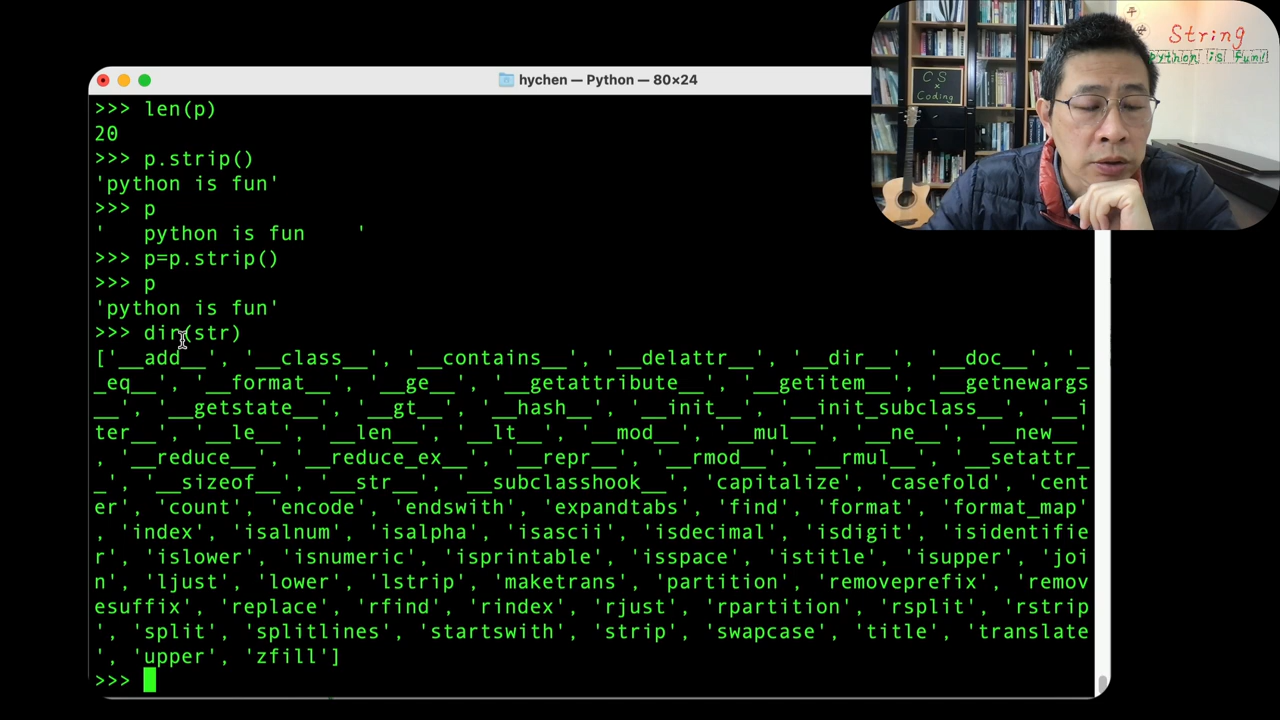 hychen — Python — 80×24
>>> len(p)
20
>>> p.strip()
'python is fun'
>>> p
'   python is fun    '
>>> p=p.strip()
>>> p
'python is fun'
>>> dir(str)
['__add__', '__class__', '__contains__', '__delattr__', '__dir__', '__doc__', '_
_eq__', '__format__', '__ge__', '__getattribute__', '__getitem__', '__getnewargs
__', '__getstate__', '__gt__', '__hash__', '__init__', '__init_subclass__', '__i
ter__', '__le__', '__len__', '__lt__', '__mod__', '__mul__', '__ne__', '__new__'
, '__reduce__', '__reduce_ex__', '__repr__', '__rmod__', '__rmul__', '__setattr_
_', '__sizeof__', '__str__', '__subclasshook__', 'capitalize', 'casefold', 'cent
er', 'count', 'encode', 'endswith', 'expandtabs', 'find', 'format', 'format_map'
, 'index', 'isalnum', 'isalpha', 'isascii', 'isdecimal', 'isdigit', 'isidentifie
r', 'islower', 'isnumeric', 'isprintable', 'isspace', 'istitle', 'isupper', 'joi
n', 'ljust', 'lower', 'lstrip', 'maketrans', 'partition', 'removeprefix', 'remov
esuffix', 'replace', 'rfind', 'rindex', 'rjust', 'rpartition', 'rsplit', 'rstrip
', 'split', 'splitlines', 'startswith', 'strip', 'swapcase', 'title', 'translate
', 'upper', 'zfill']
>>>
CS
×
Coding
String
Python is fun!